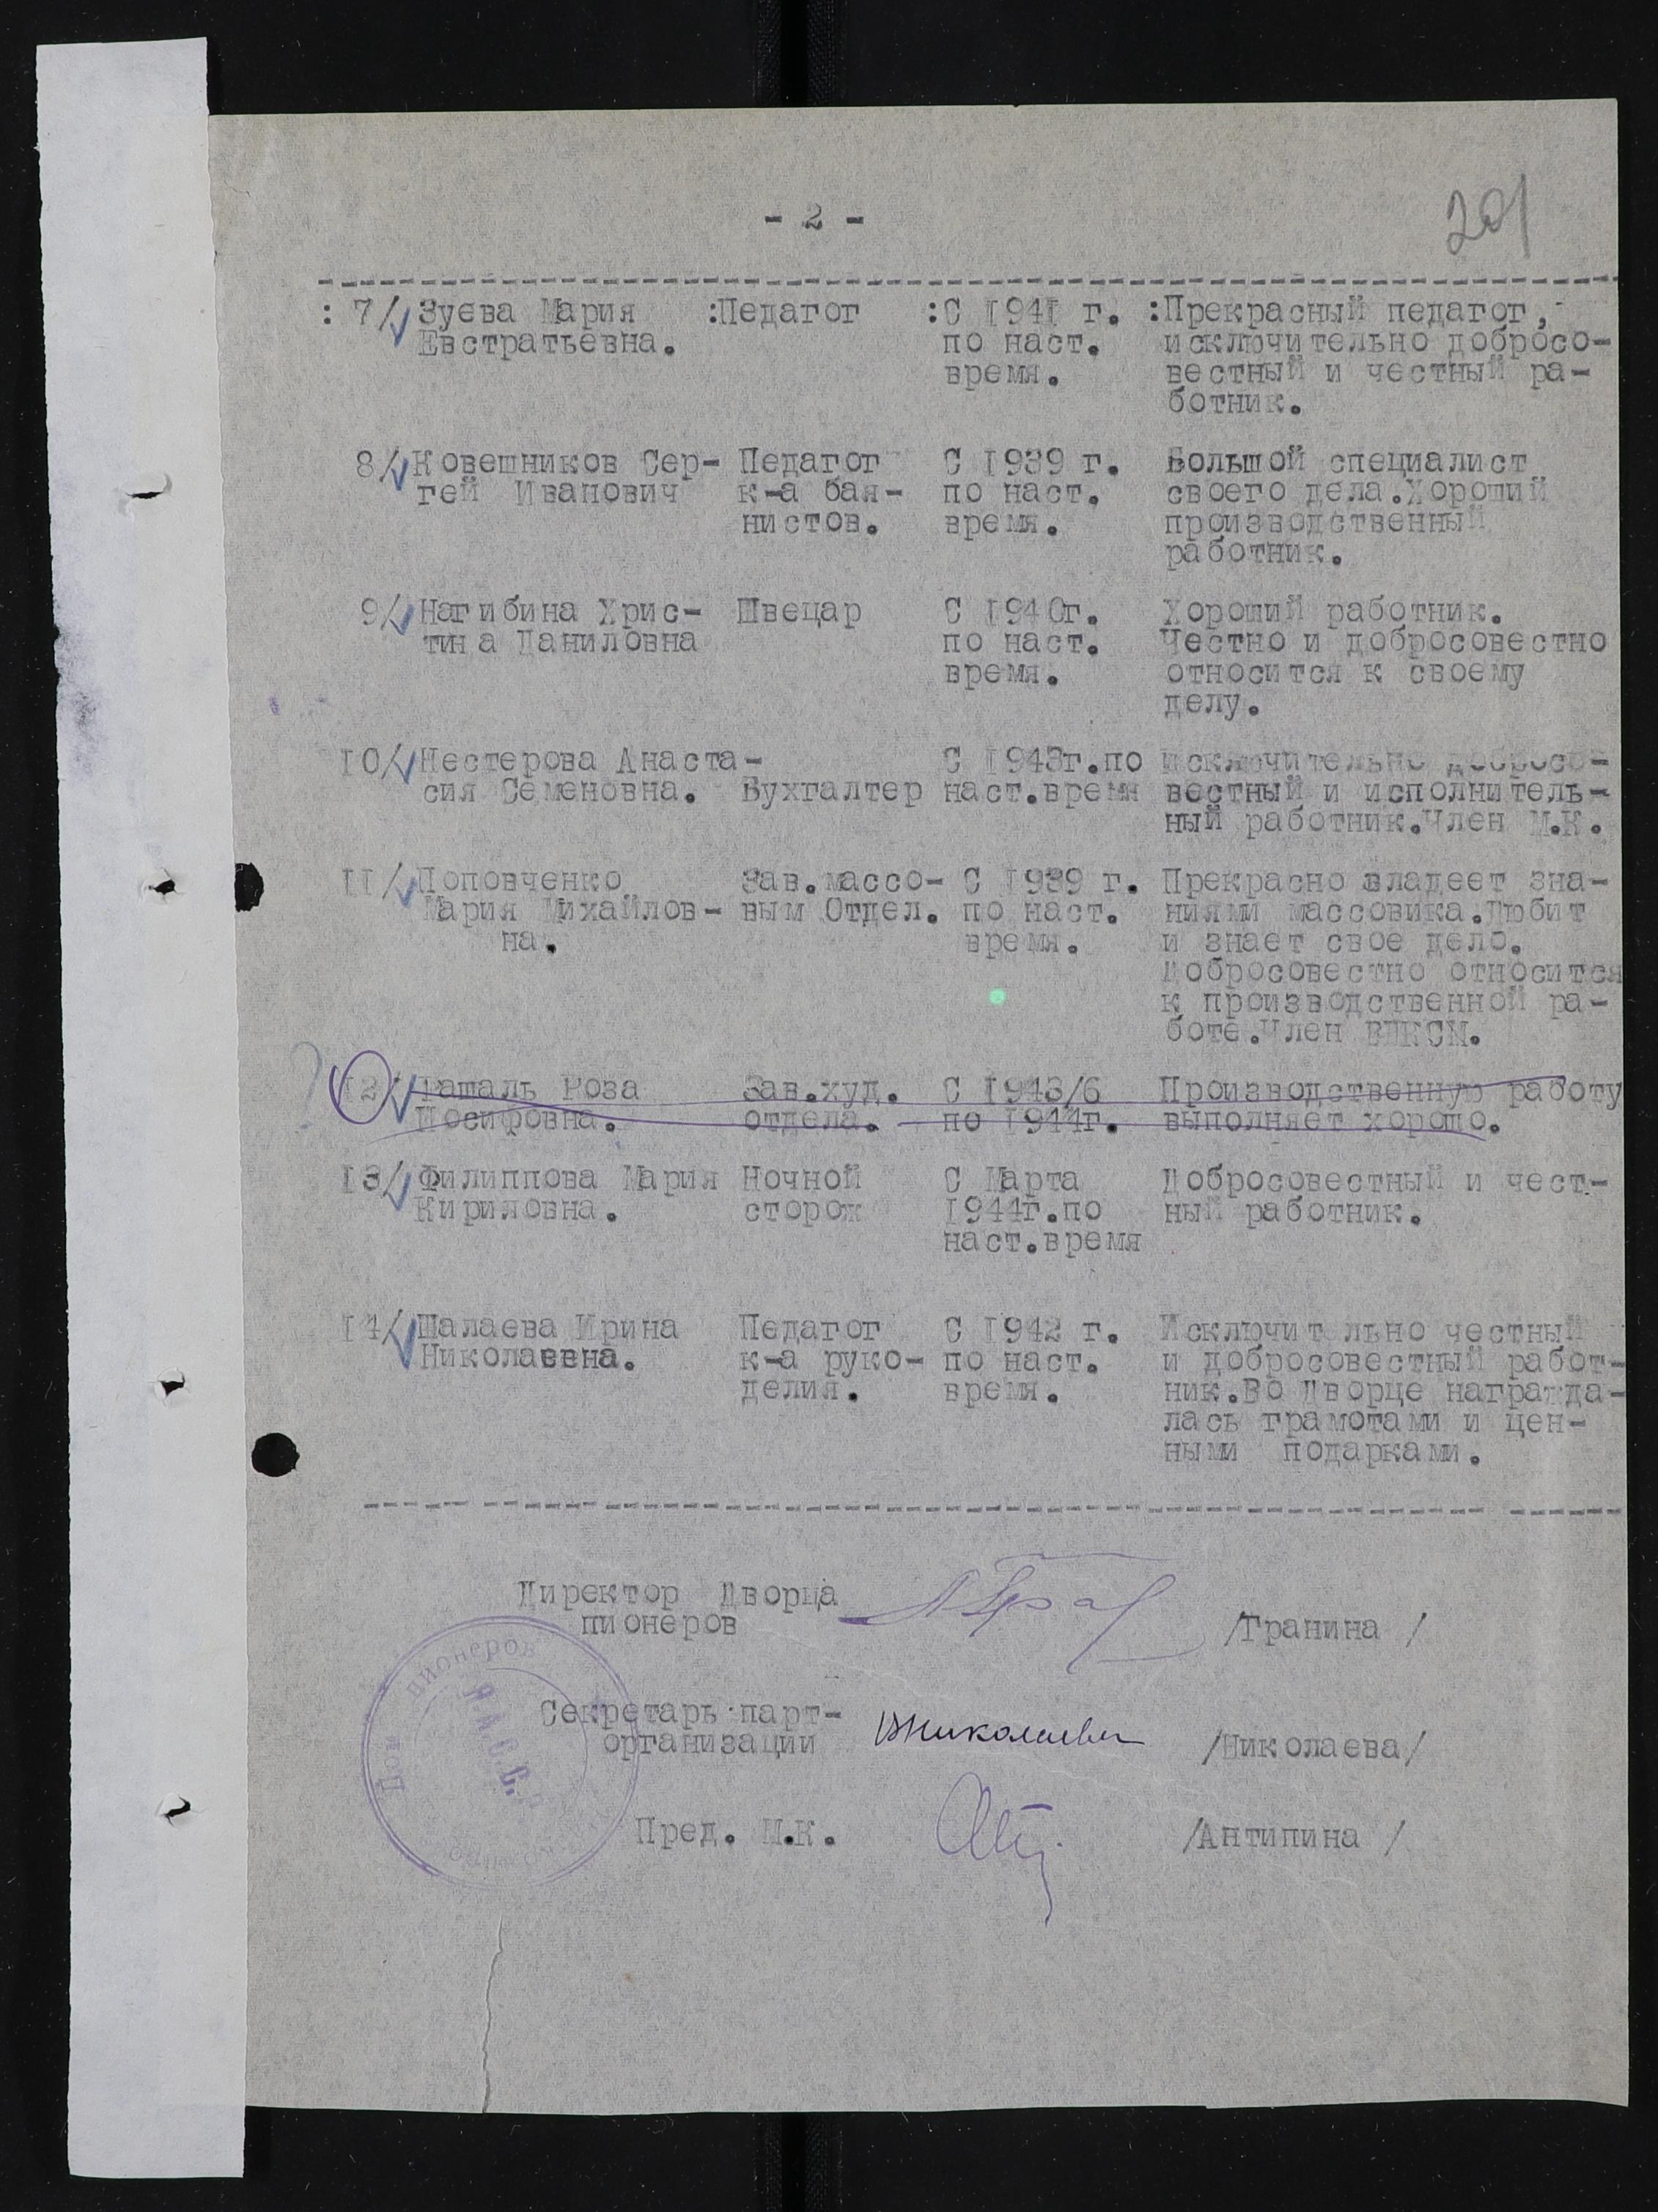 - 2 -
201
: 7/ Зуева Мария :Педагог :С 1941 г. :Прекрасный педагог,
Евстратьевна. по наст. исключительно добросо-
время. вестный и честный ра-
ботник.
8/ Ковешников Сер- Педагог С 1939 г. Большой специалист
гей Иванович к-а бая- по наст. своего дела.Хороший
нистов. время. производственный
работник.
9/ Нагибина Хрис- Швецар С 1940г. Хороший работник.
тина Даниловна по наст. Честно и добросовестно
время. относится к своему
делу.
10/ Нестерова Анаста- С 1943г.по исключительно добросо-
сия Семеновна. Бухгалтер наст.время вестный и исполнитель-
ный работник.Член М.К.
11/ Поповченко Зав.массо- С 1939 г. Прекрасно владеет зна-
Мария Михайлов- вым Отдел. по наст. ниями массовика.Любит
на. время. и знает свое дело.
Добросовестно относится
к производственной ра-
боте.Член ВЛКСМ.
12/ Рашаль Роза Зав.худ. С 1943/6 Производственную работу
Иосифовна. отдела. по 1944г. выполняет хорошо.
13/ Филиппова Мария Ночной С Марта Добросовестный и чест-
Кириловна. сторож 1944г.по ный работник.
наст.время
14/ Шалаева Ирина Педагог С 1942 г. Исключит льно честный
Николаевна. к-а руко- по наст. и добросовестный работ-
делия. время. ник.Во Дворце награжда-
лась грамотами и цен-
ными подарками.
Директор Дворца
пионеров /Гранина /
Дом пионеров
Я.А.С.С.
Секретарь парт-
организации ВНиколаева /Николаева/
Пред. М.К. /Антипина /